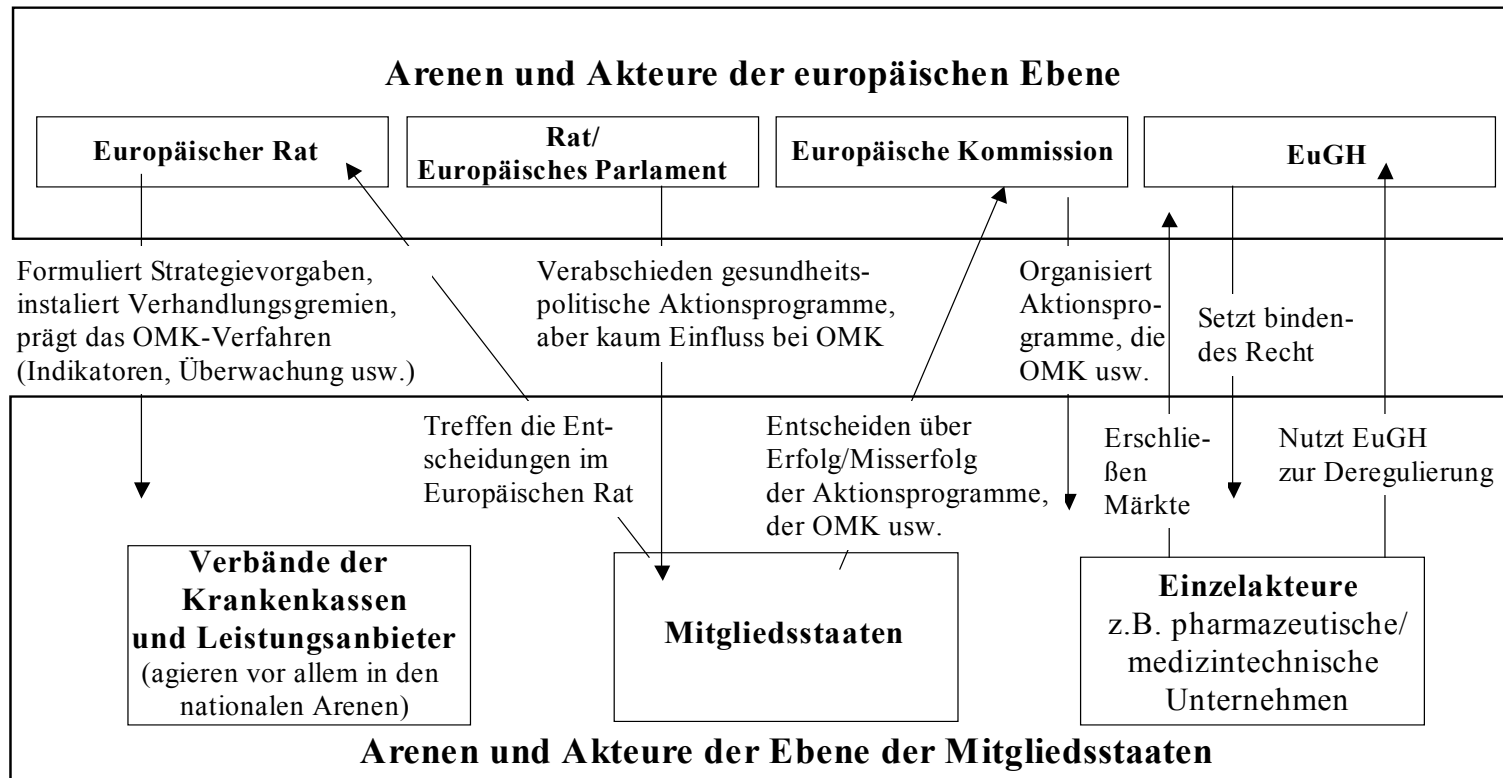 Arenen und Akteure der europäischen Ebene
Europäischer Rat
Rat/
Europäisches Parlament
Europäische Kommission
EuGH
Formuliert Strategievorgaben,
instaliert Verhandlungsgremien,
prägt das OMK-Verfahren
(Indikatoren, Überwachung usw.)
Verabschieden gesundheits-
politische Aktionsprogramme,
aber kaum Einfluss bei OMK
Organisiert
Aktionspro-
gramme, die
OMK usw.
Setzt binden-
des Recht
Treffen die Ent-
scheidungen im
Europäischen Rat
Entscheiden über
Erfolg/Misserfolg
der Aktionsprogramme,
der OMK usw.
Erschlie-
ßen
Märkte
Nutzt EuGH
zur Deregulierung
Verbände der
Krankenkassen
und Leistungsanbieter
(agieren vor allem in den
nationalen Arenen)
Mitgliedsstaaten
Einzelakteure
z.B. pharmazeutische/
medizintechnische
Unternehmen
Arenen und Akteure der Ebene der Mitgliedsstaaten